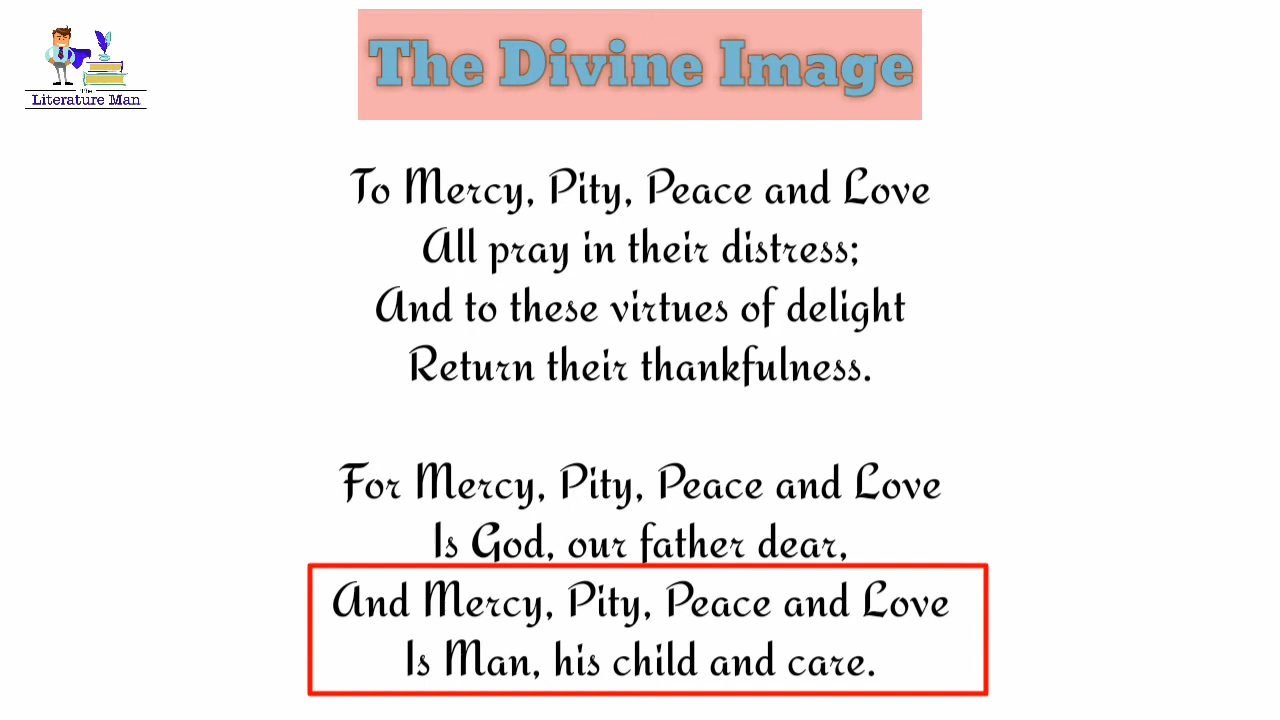 The
Literature Man
The Divine Image
To Mercy, Pity, Peace and Love
All pray in their distress;
And to these virtues of delight
Return their thankfulness.
For Mercy, Pity, Peace and Love
Is God, our father dear,
And Mercy, Pity, Peace and Love
Is Man, his child and care.